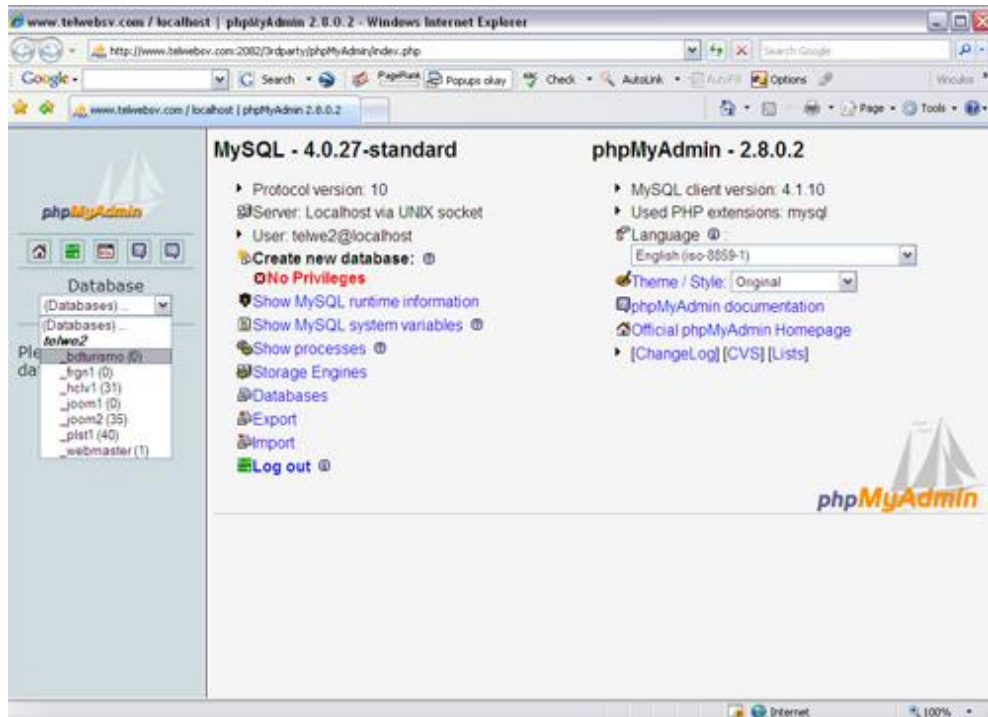 www.telwebsv.com / localhost | phpMyAdmin 2.8.0.2 - Windows Internet Explorer
http://www.telwebsv.com:2082/3rdparty/phpMyAdmin/index.php
Search Google
Google
Search
PageRank
Popups okay
Check
AutoLink
AutoFill
Options
www.telwebsv.com / localhost | phpMyAdmin 2.8.0.2
Page
Tools
phpMyAdmin
Database
(Databases) ...
(Databases) ...
telwe2
_bdturismo (0)
_frgn1 (0)
_hclv1 (31)
_joom1 (0)
_joom2 (35)
_plst1 (40)
_webmaster (1)
Ple
da
MySQL - 4.0.27-standard
Protocol version: 10
Server: Localhost via UNIX socket
User: telwe2@localhost
Create new database:
No Privileges
Show MySQL runtime information
Show MySQL system variables
Show processes
Storage Engines
Databases
Export
Import
Log out
phpMyAdmin - 2.8.0.2
MySQL client version: 4.1.10
Used PHP extensions: mysql
Language :
English (iso-8859-1)
Theme / Style: Original
phpMyAdmin documentation
Official phpMyAdmin Homepage
[ChangeLog] [CVS] [Lists]
phpMyAdmin
Internet
100%